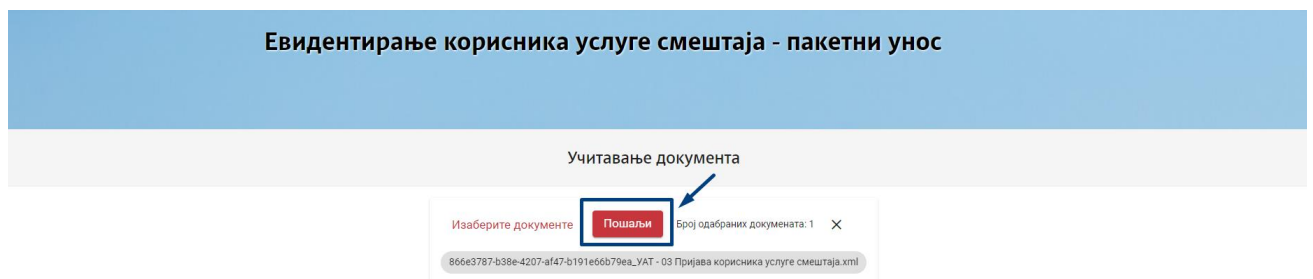 Евидентирање корисника услуге смештаја - пакетни унос
Учитавање документа
Изаберите документе Пошаљи Број одабраних докумената: 1 ✕
866e3787-b38e-4207-af47-b191e66b79ea_УАТ - 03 Пријава корисника услуге смештаја.xml